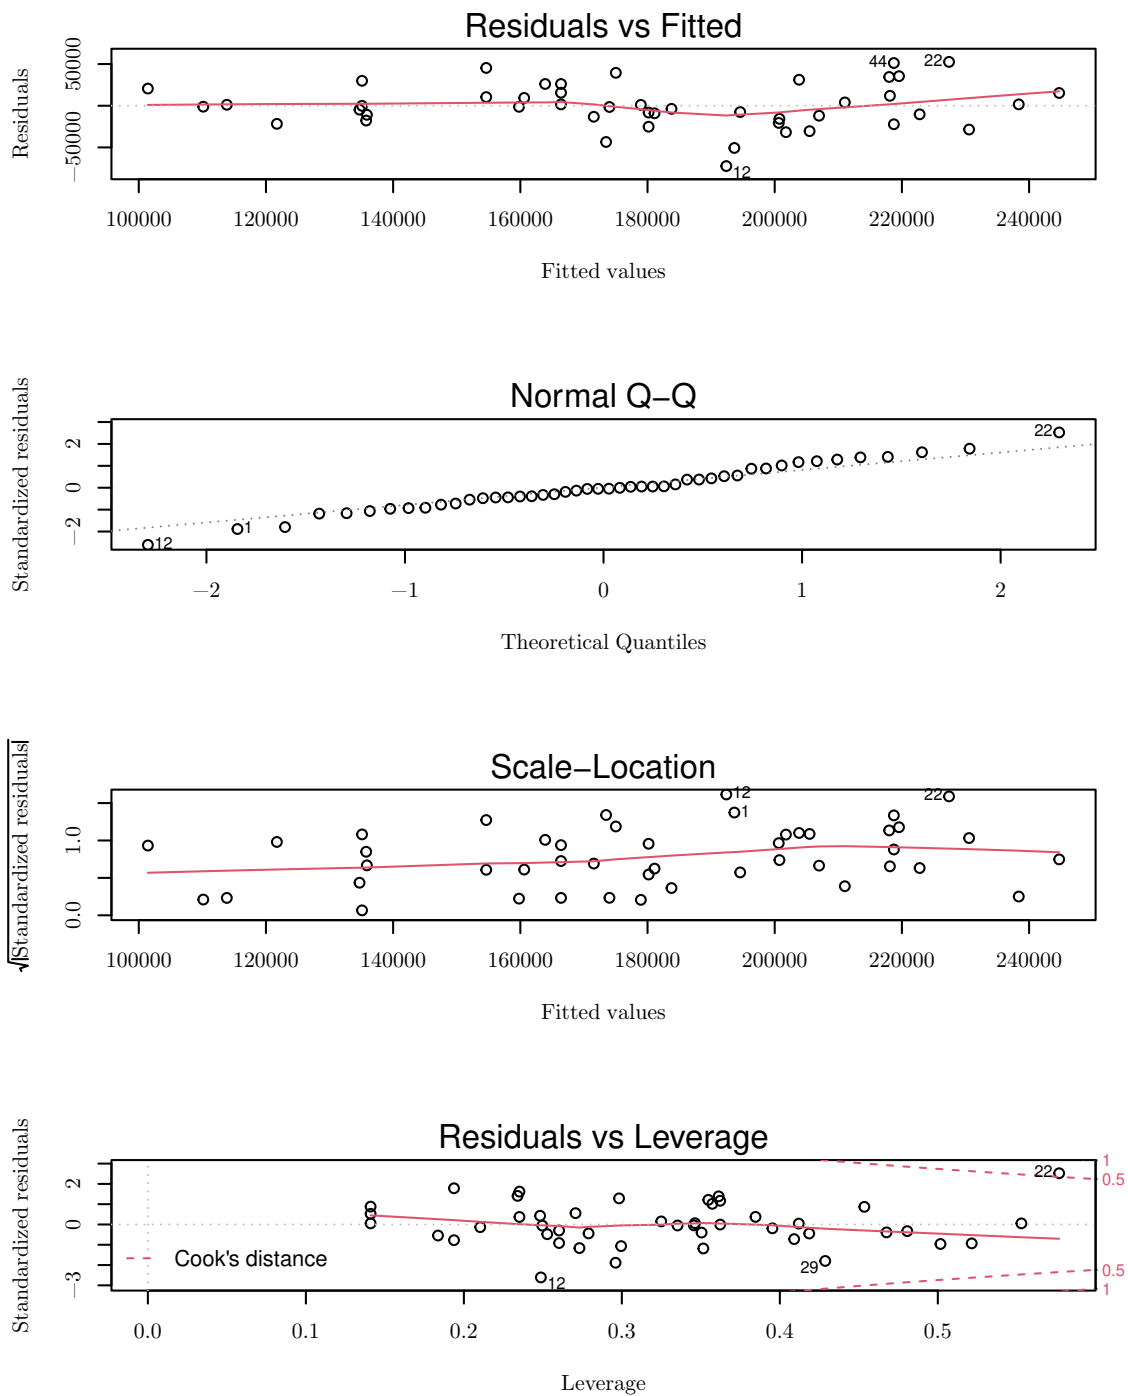 Residuals vs Fitted
Residuals
50000
−50000
44
22
12
100000 120000 140000 160000 180000 200000 220000 240000
Fitted values
Normal Q−Q
Standardized residuals
2
0
−2
22
1
12
−2 −1 0 1 2
Theoretical Quantiles
Scale−Location
√|Standardized residuals|
1.0
0.0
12
1
22
100000 120000 140000 160000 180000 200000 220000 240000
Fitted values
Residuals vs Leverage
Standardized residuals
2
0
−3
1
0.5
22
Cook's distance
29
12
0.5
1
0.0 0.1 0.2 0.3 0.4 0.5
Leverage